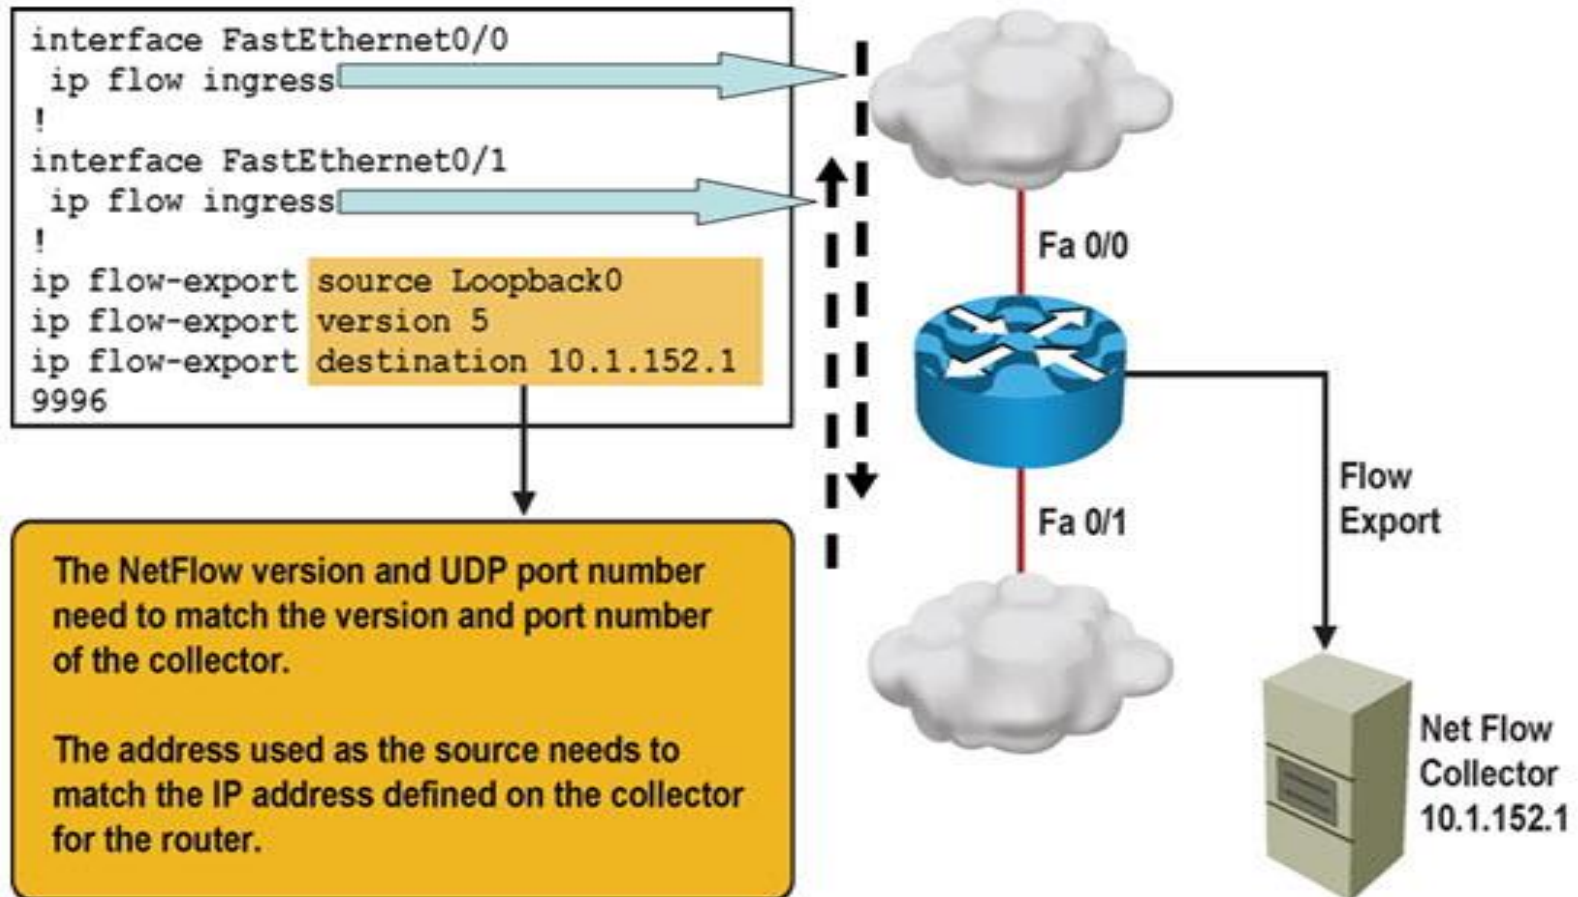 interface FastEthernet0/0
ip flow ingress
!
interface FastEthernet0/1
ip flow ingress
!
ip flow-export source Loopback0
ip flow-export version 5
ip flow-export destination 10.1.152.1
9996
The NetFlow version and UDP port number
need to match the version and port number
of the collector.
The address used as the source needs to
match the IP address defined on the collector
for the router.
Fa 0/0
Fa 0/1
Flow
Export
Net Flow
Collector
10.1.152.1